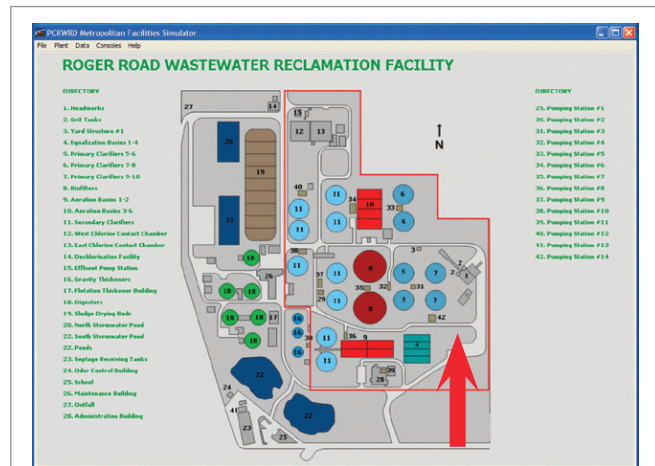 PCRWRD Metropolitan Facilities Simulator
File Plant Data Consoles Help
ROGER ROAD WASTEWATER RECLAMATION FACILITY
DIRECTORY
1. Headworks
2. Grit Tanks
3. Yard Structure #1
4. Equalization Basins 1-4
5. Primary Clarifiers 5-6
6. Primary Clarifiers 7-8
7. Primary Clarifiers 9-10
8. Biofilters
9. Aeration Basins 1-2
10. Aeration Basins 3-6
11. Secondary Clarifiers
12. West Chlorine Contact Chamber
13. East Chlorine Contact Chamber
14. Dechlorination Facility
15. Effluent Pump Station
16. Gravity Thickeners
17. Flotation Thickener Building
18. Digesters
19. Sludge Drying Beds
20. North Stormwater Pond
21. South Stormwater Pond
22. Ponds
23. Septage Receiving Tanks
24. Odor Control Building
25. School
26. Maintenance Building
27. Outfall
28. Administration Building
DIRECTORY
29. Pumping Station #1
30. Pumping Station #2
31. Pumping Station #3
32. Pumping Station #4
33. Pumping Station #5
34. Pumping Station #6
35. Pumping Station #7
36. Pumping Station #8
37. Pumping Station #9
38. Pumping Station #10
39. Pumping Station #11
40. Pumping Station #12
41. Pumping Station #13
42. Pumping Station #14
27
14
15
12 13
N
20
19
40
11 11
34
10
33
6
11 11
6
21
38
3
18
11
26
37
11
8
5
7
2
2
1
18 18
29
35
32
31
11
8
5
7
18 18 17
16
42
16
39
11
36
9
4
18
16
11
28
39
22
24
22
41
23
25